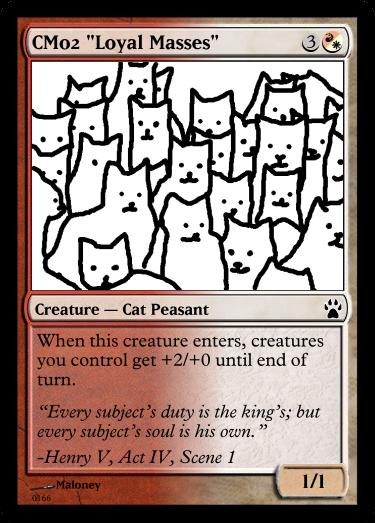 CM02 "Loyal Masses" 3
Creature — Cat Peasant
When this creature enters, creatures
you control get +2/+0 until end of
turn.
“Every subject’s duty is the king’s; but
every subject’s soul is his own.”
-Henry V, Act IV, Scene 1
1/1
Maloney
0166